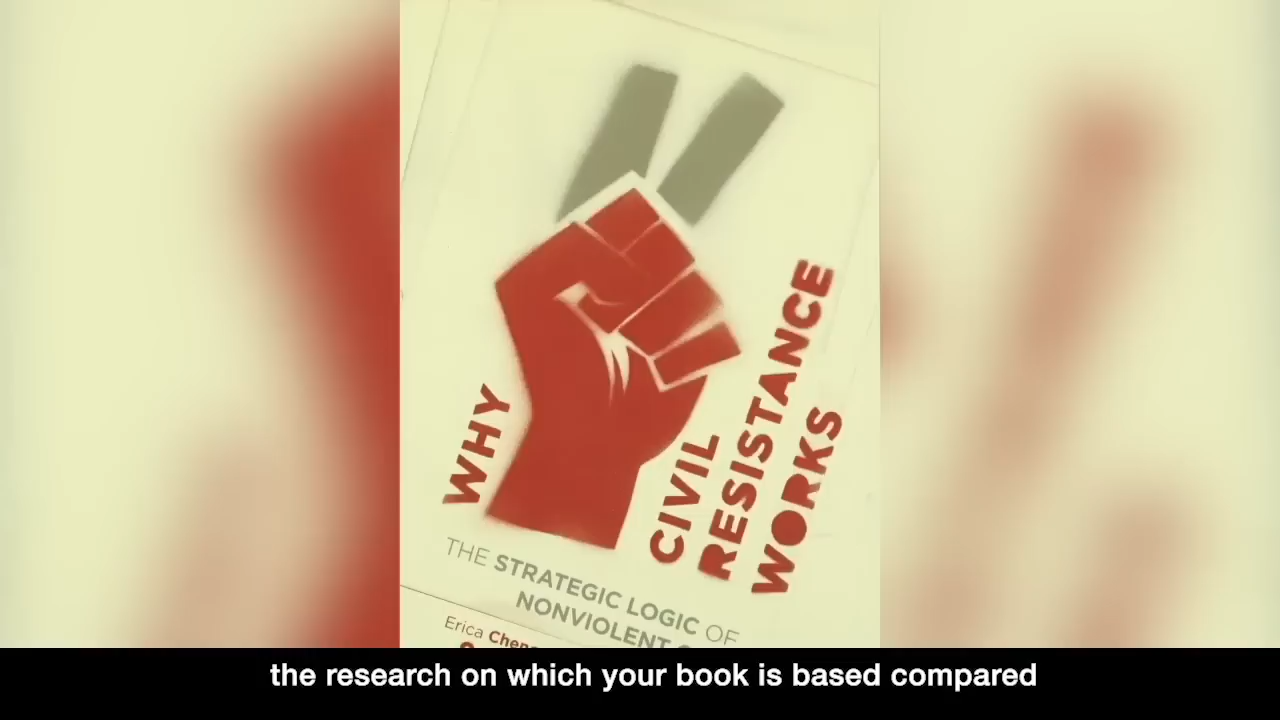 WHY
CIVIL
RESISTANCE
WORKS
THE STRATEGIC LOGIC OF
NONVIOLENT
Erica
the research on which your book is based compared